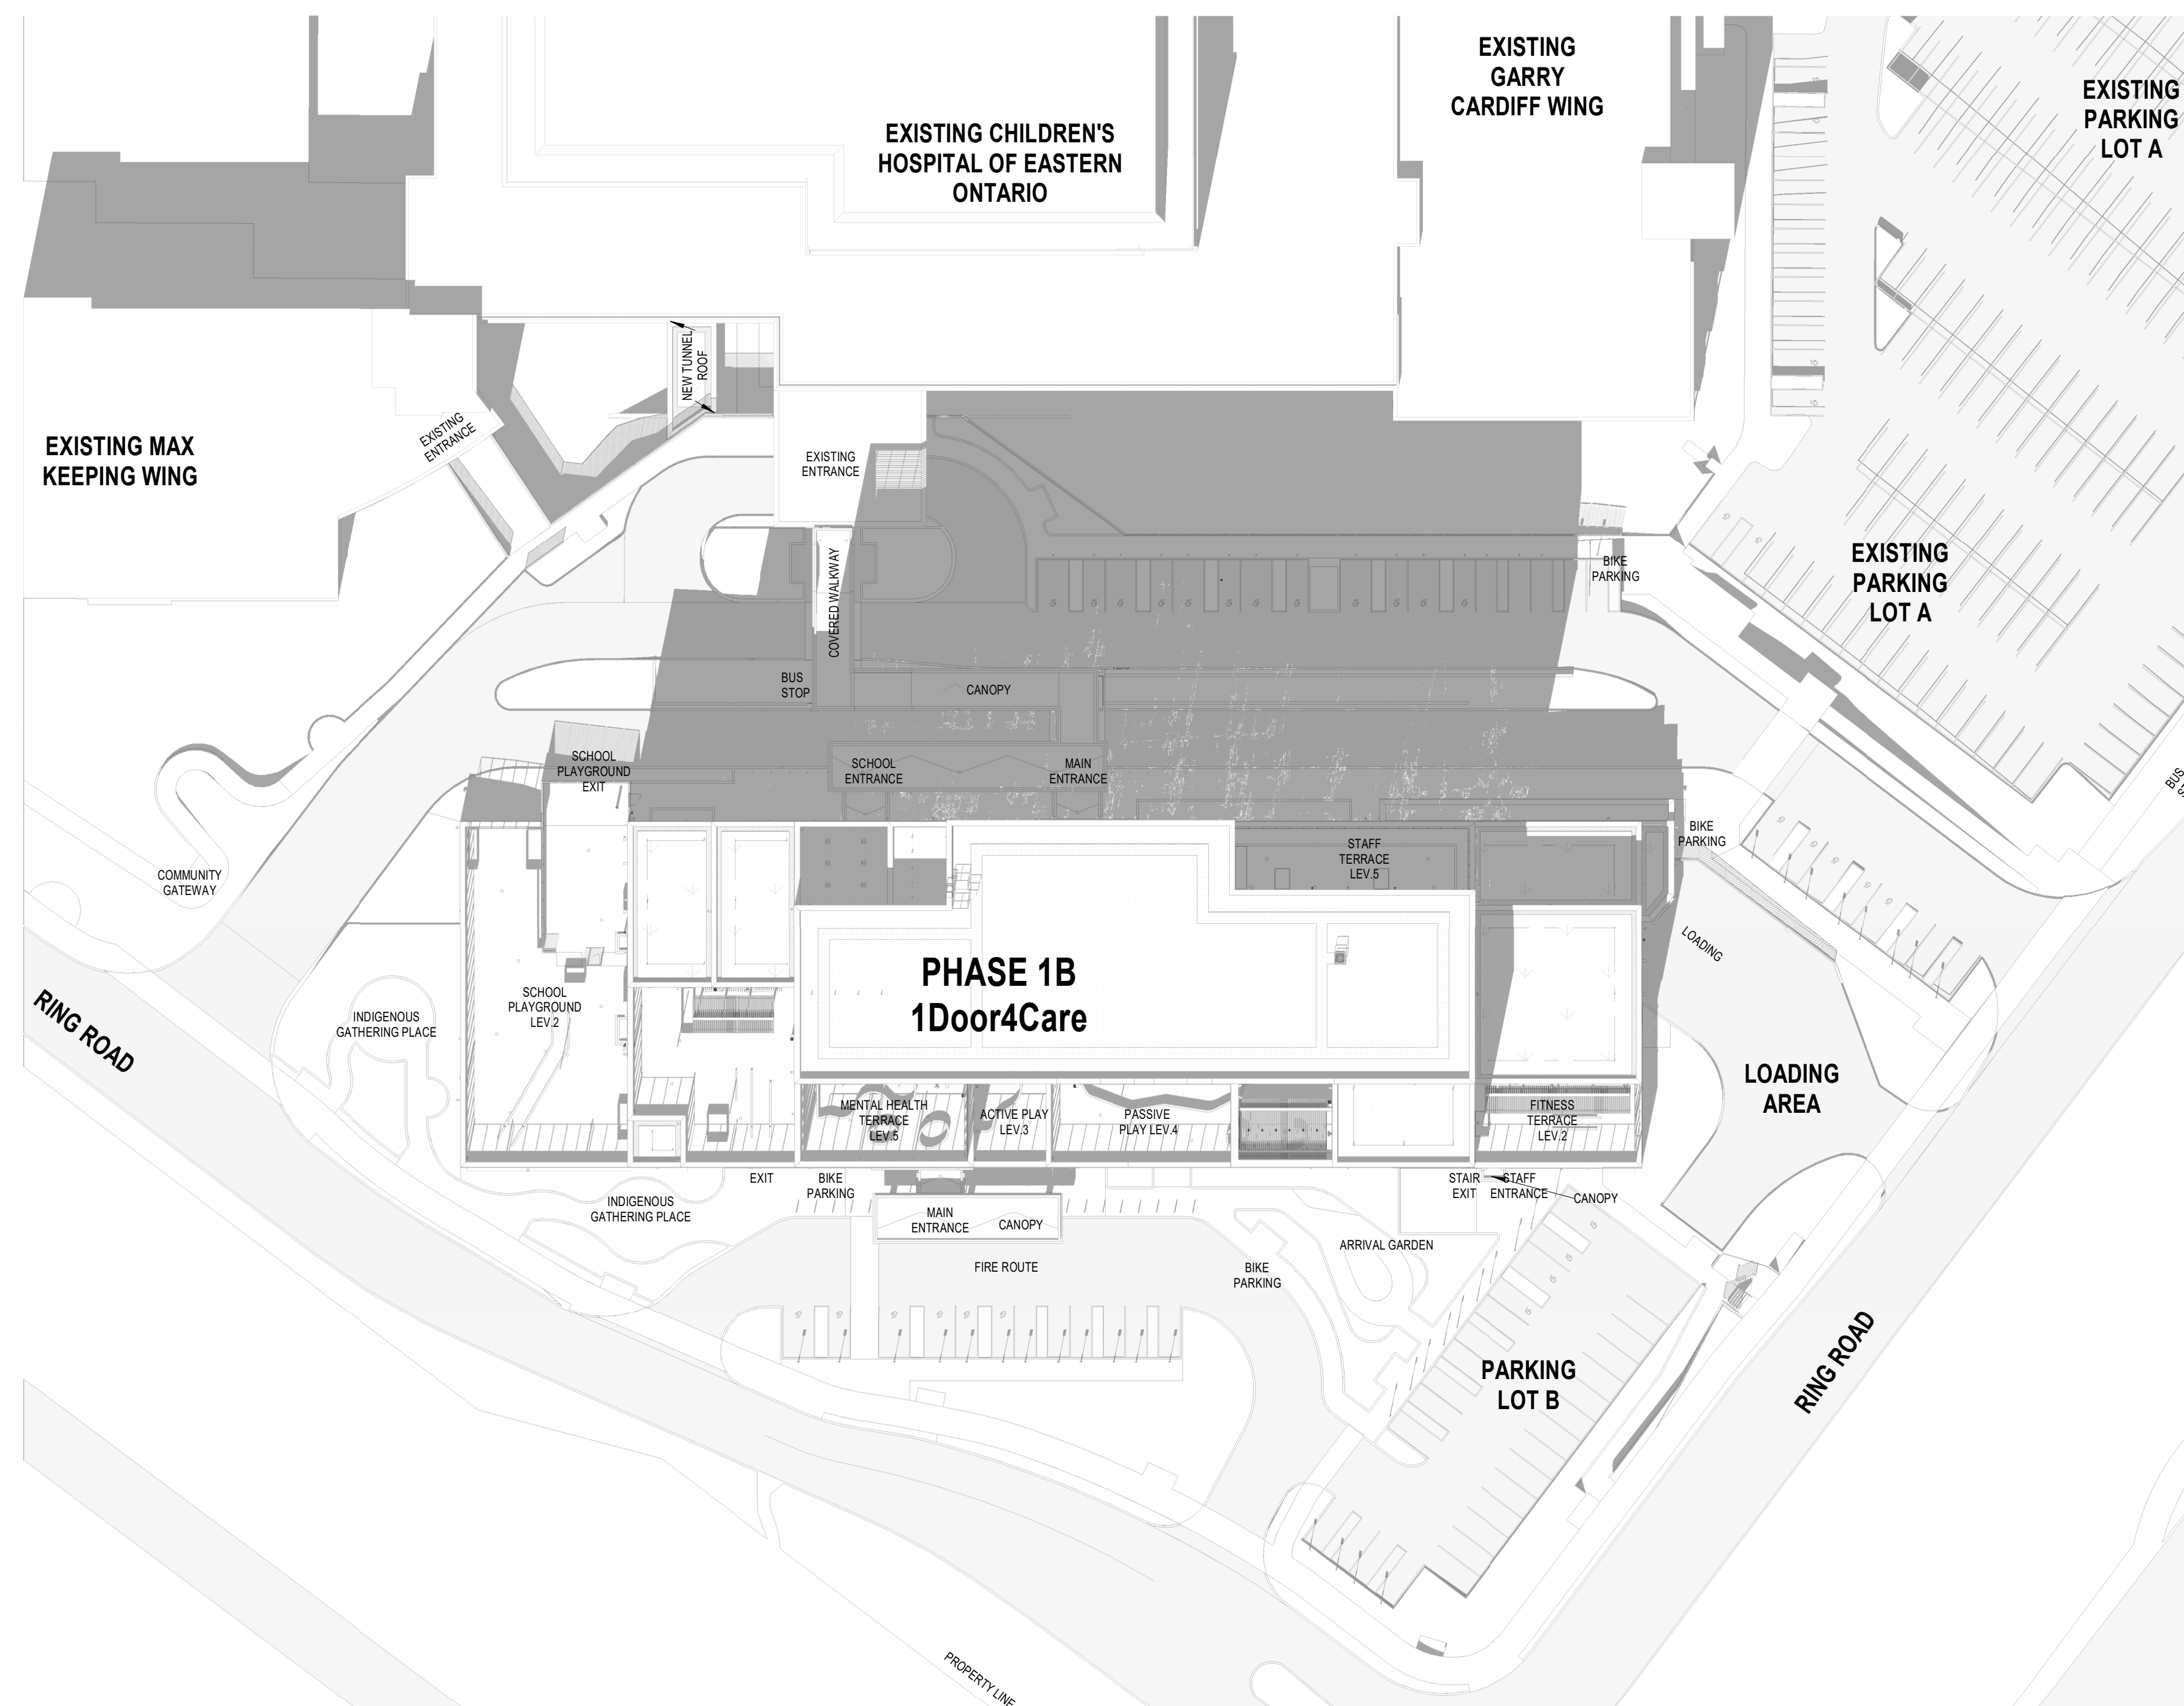 EXISTING
GARRY
CARDIFF WING
EXISTING
PARKING
LOT A
EXISTING CHILDREN'S
HOSPITAL OF EASTERN
ONTARIO
NEW TUNNEL
ROOF
EXISTING
ENTRANCE
EXISTING MAX
KEEPING WING
EXISTING
ENTRANCE
COVERED WALKWAY
BIKE
PARKING
EXISTING
PARKING
LOT A
BUS
STOP
CANOPY
SCHOOL
PLAYGROUND
EXIT
SCHOOL
ENTRANCE
MAIN
ENTRANCE
BUS
BIKE
PARKING
STAFF
TERRACE
LEV.5
COMMUNITY
GATEWAY
LOADING
PHASE 1B
1Door4Care
SCHOOL
PLAYGROUND
LEV.2
INDIGENOUS
GATHERING PLACE
RING ROAD
LOADING
AREA
MENTAL HEALTH
TERRACE
LEV.5
ACTIVE PLAY
LEV.3
PASSIVE
PLAY LEV.4
FITNESS
TERRACE
LEV.2
EXIT
BIKE
PARKING
STAIR
EXIT
STAFF
ENTRANCE
CANOPY
INDIGENOUS
GATHERING PLACE
MAIN
ENTRANCE
CANOPY
ARRIVAL GARDEN
FIRE ROUTE
BIKE
PARKING
PARKING
LOT B
RING ROAD
PROPERTY LINE